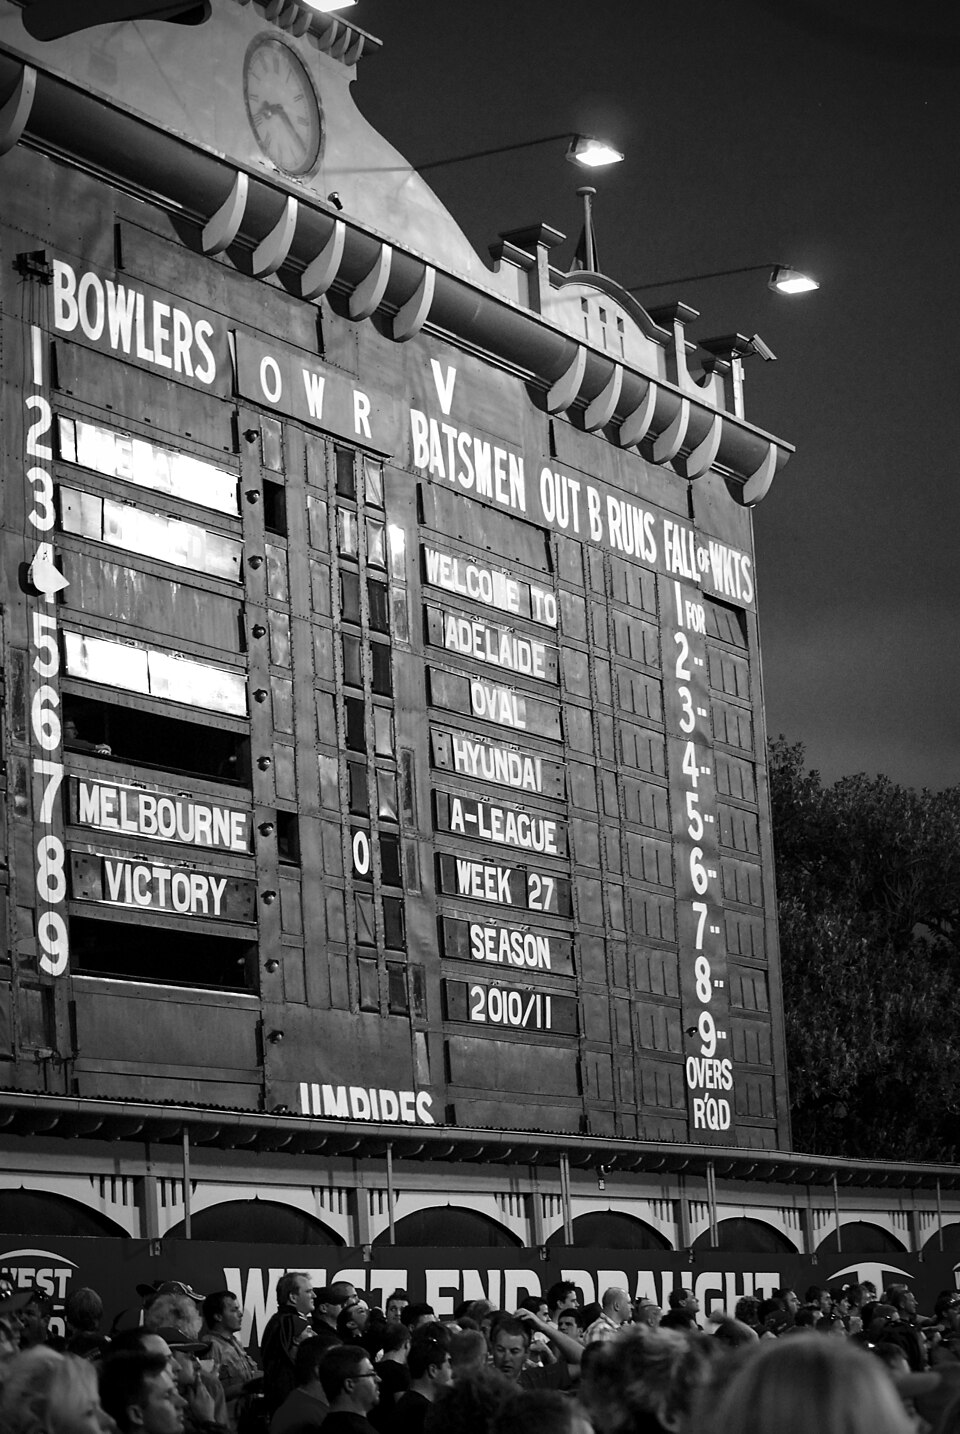 BOWLERS
O W R
V
BATSMEN OUT B RUNS FALL OF WKTS
1
2
3
4
5
6
7
8
9
MELBOURNE
VICTORY
0
WELCOME TO
ADELAIDE
OVAL
HYUNDAI
A-LEAGUE
WEEK 27
SEASON
2010/11
1 FOR
2 "
3 "
4 "
5 "
6 "
7 "
8 "
9 "
OVERS
R'QD
UMPIRES
WEST
WEST END DRAUGHT